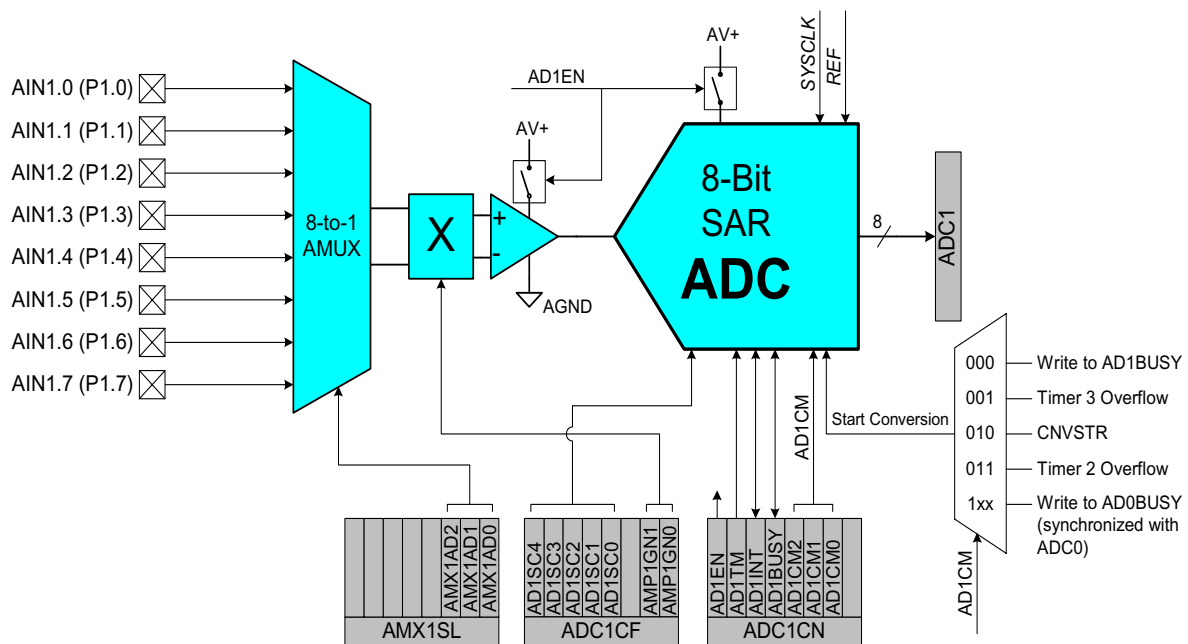 AV+
SYSCLK
REF
AD1EN
AIN1.0 (P1.0)
AIN1.1 (P1.1)
AIN1.2 (P1.2)
AIN1.3 (P1.3)
AIN1.4 (P1.4)
AIN1.5 (P1.5)
AIN1.6 (P1.6)
AIN1.7 (P1.7)
8-to-1
AMUX
X
AV+
+
-
AGND
8-Bit
SAR
ADC
8
ADC1
Start Conversion
AD1CM
000
Write to AD1BUSY
001
Timer 3 Overflow
010
CNVSTR
011
Timer 2 Overflow
1xx
Write to AD0BUSY
(synchronized with
ADC0)
AD1CM
AMX1AD2
AMX1AD1
AMX1AD0
AMX1SL
AD1SC4
AD1SC3
AD1SC2
AD1SC1
AD1SC0
AMP1GN1
AMP1GN0
ADC1CF
AD1EN
AD1TM
AD1INT
AD1BUSY
AD1CM2
AD1CM1
AD1CM0
ADC1CN